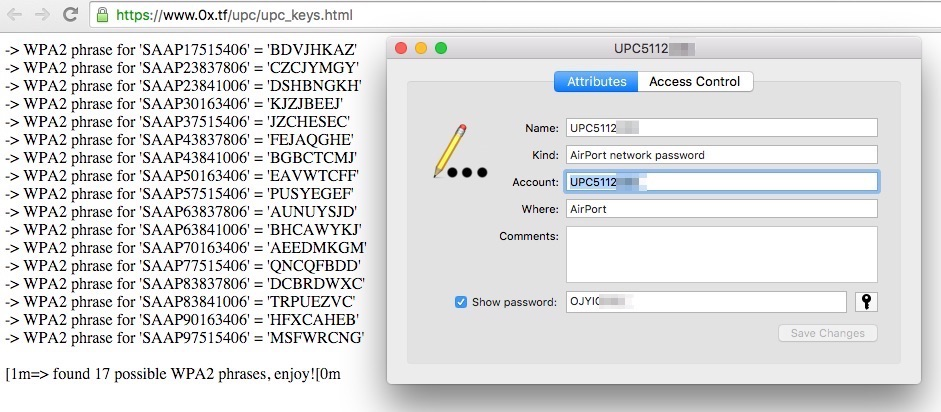 https://www.0x.tf/upc/upc_keys.html
-> WPA2 phrase for 'SAAP17515406' = 'BDVJHKAZ'
-> WPA2 phrase for 'SAAP23837806' = 'CZCJYMGY'
-> WPA2 phrase for 'SAAP23841006' = 'DSHBNGKH'
-> WPA2 phrase for 'SAAP30163406' = 'KJZJBEEJ'
-> WPA2 phrase for 'SAAP37515406' = 'JZCHESEC'
-> WPA2 phrase for 'SAAP43837806' = 'FEJAQGHE'
-> WPA2 phrase for 'SAAP43841006' = 'BGBCTCMJ'
-> WPA2 phrase for 'SAAP50163406' = 'EAVWTCFF'
-> WPA2 phrase for 'SAAP57515406' = 'PUSYEGEF'
-> WPA2 phrase for 'SAAP63837806' = 'AUNUYSJD'
-> WPA2 phrase for 'SAAP63841006' = 'BHCAWYKJ'
-> WPA2 phrase for 'SAAP70163406' = 'AEEDMKGM'
-> WPA2 phrase for 'SAAP77515406' = 'QNCQFBDD'
-> WPA2 phrase for 'SAAP83837806' = 'DCBRDWXC'
-> WPA2 phrase for 'SAAP83841006' = 'TRPUEZVC'
-> WPA2 phrase for 'SAAP90163406' = 'HFXCAHEB'
-> WPA2 phrase for 'SAAP97515406' = 'MSFWRCNG'
[1m=> found 17 possible WPA2 phrases, enjoy![0m
UPC5112
Attributes Access Control
Name: UPC5112
Kind: AirPort network password
Account: UPC5112
Where: AirPort
Comments:
Show password: OJYI
Save Changes